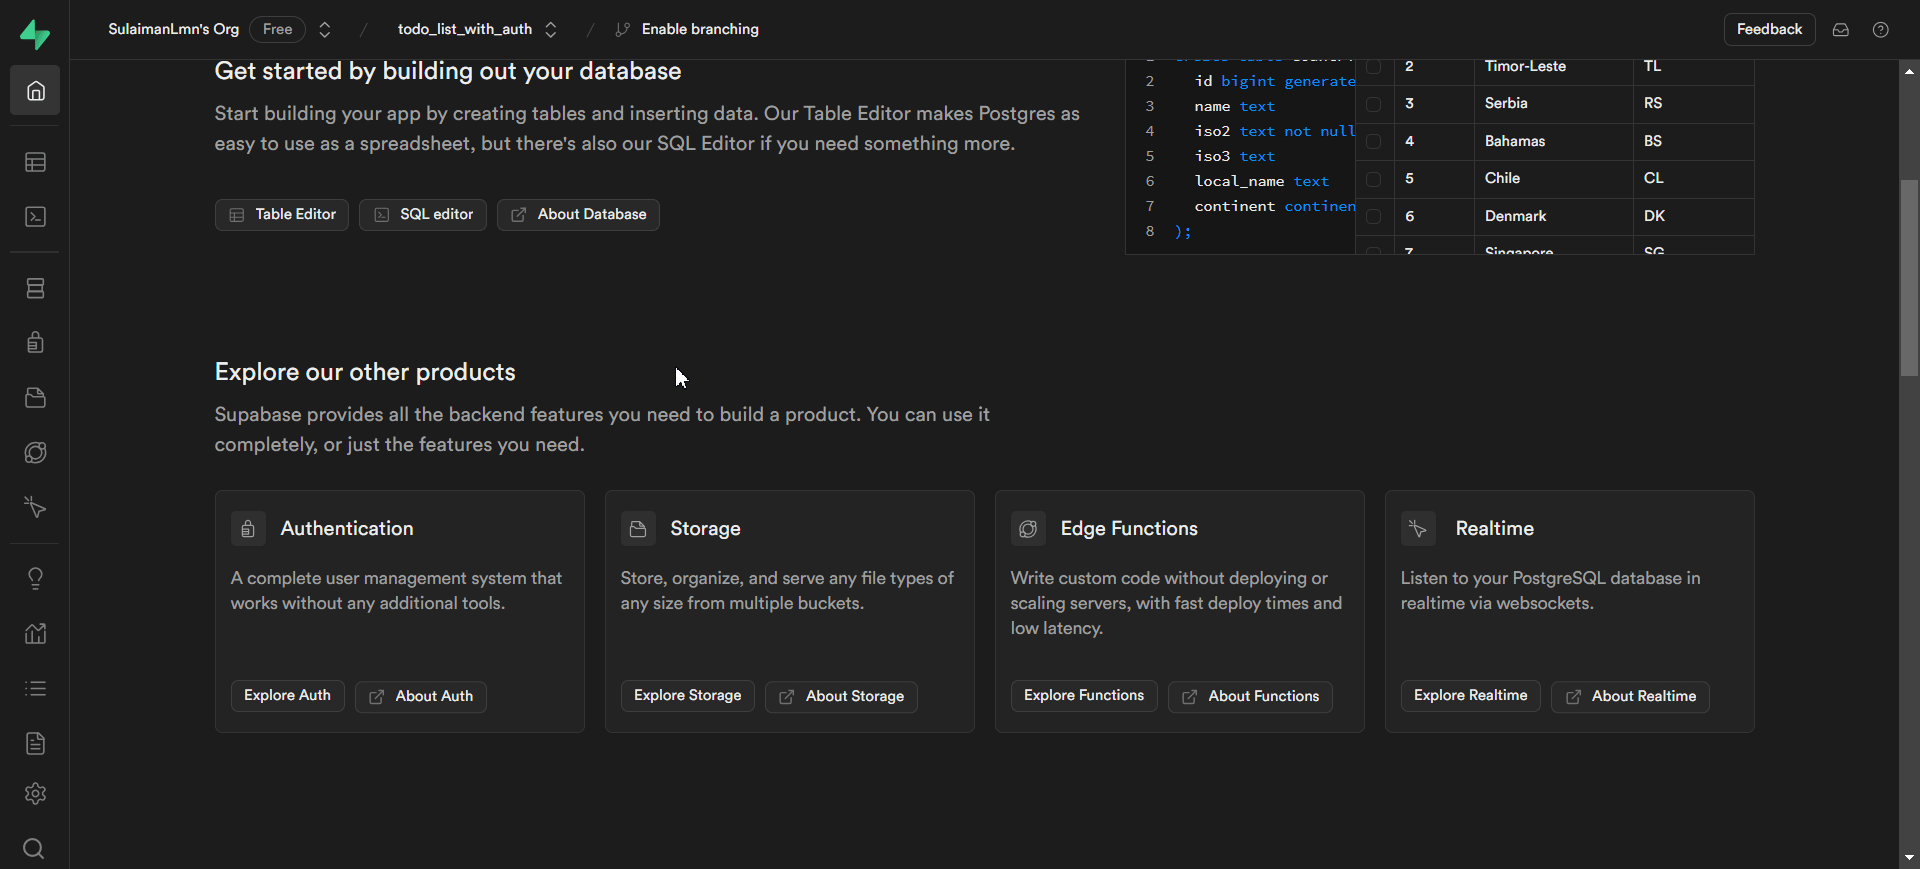 SulaimanLmn's Org Free / todo_list_with_auth / Enable branching Feedback
Get started by building out your database
Start building your app by creating tables and inserting data. Our Table Editor makes Postgres as
easy to use as a spreadsheet, but there's also our SQL Editor if you need something more.
Table Editor SQL editor About Database
2 id bigint generate
3 name text
4 iso2 text not null
5 iso3 text
6 local_name text
7 continent continen
8 );
2 Timor-Leste TL
3 Serbia RS
4 Bahamas BS
5 Chile CL
6 Denmark DK
7 Singapore SG
Explore our other products
Supabase provides all the backend features you need to build a product. You can use it
completely, or just the features you need.
Authentication
A complete user management system that
works without any additional tools.
Explore Auth About Auth
Storage
Store, organize, and serve any file types of
any size from multiple buckets.
Explore Storage About Storage
Edge Functions
Write custom code without deploying or
scaling servers, with fast deploy times and
low latency.
Explore Functions About Functions
Realtime
Listen to your PostgreSQL database in
realtime via websockets.
Explore Realtime About Realtime